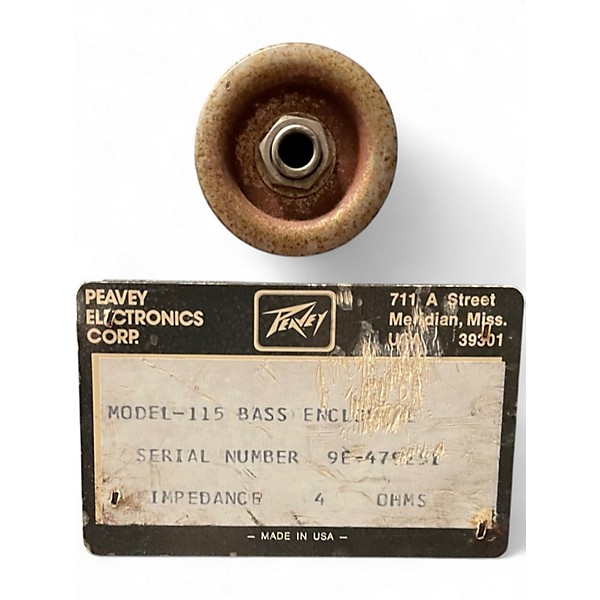 PEAVEY
ELECTRONICS
CORP.
PEAVEY
711 A Street
Meridian, Miss.
USA 39301
MODEL-115 BASS
SERIAL NUMBER
IMPEDANCE 4 OHMS
– MADE IN USA –